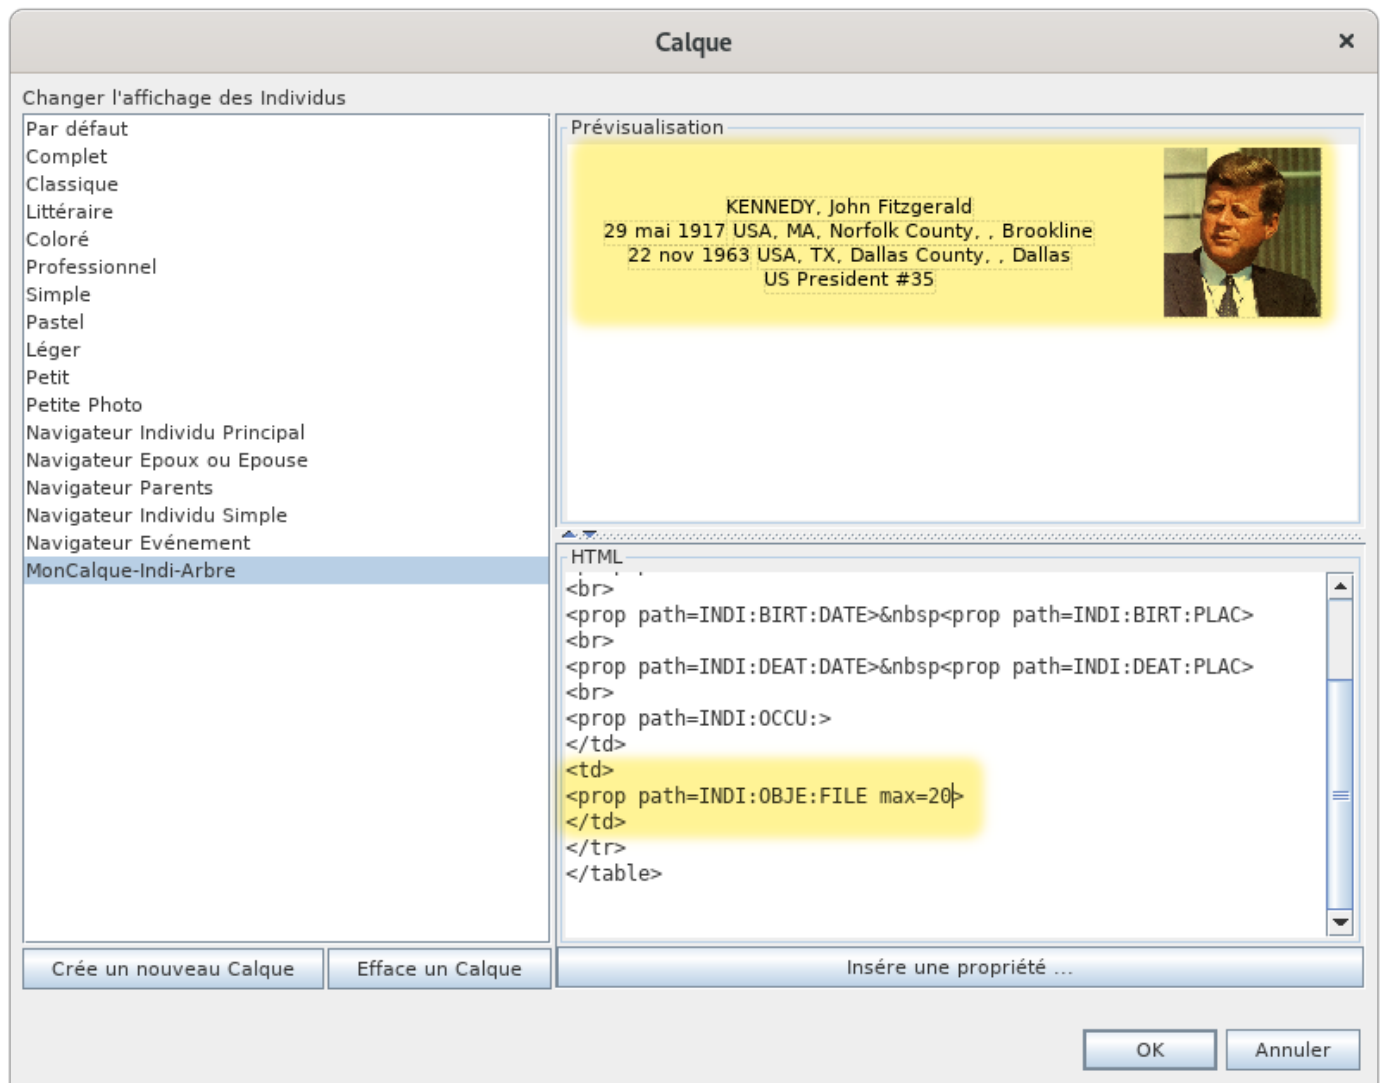 Calque
Changer l'affichage des Individus
Par défaut
Complet
Classique
Littéraire
Coloré
Professionnel
Simple
Pastel
Léger
Petit
Petite Photo
Navigateur Individu Principal
Navigateur Epoux ou Epouse
Navigateur Parents
Navigateur Individu Simple
Navigateur Evénement
MonCalque-Indi-Arbre
Crée un nouveau Calque
Efface un Calque
Prévisualisation
KENNEDY, John Fitzgerald
29 mai 1917 USA, MA, Norfolk County, , Brookline
22 nov 1963 USA, TX, Dallas County, , Dallas
US President #35
HTML
<br>
<prop path=INDI:BIRT:DATE>&nbsp<prop path=INDI:BIRT:PLAC>
<br>
<prop path=INDI:DEAT:DATE>&nbsp<prop path=INDI:DEAT:PLAC>
<br>
<prop path=INDI:OCCU:>
</td>
<td>
<prop path=INDI:OBJE:FILE max=20>
</td>
</tr>
</table>
Insére une propriété ...
OK
Annuler